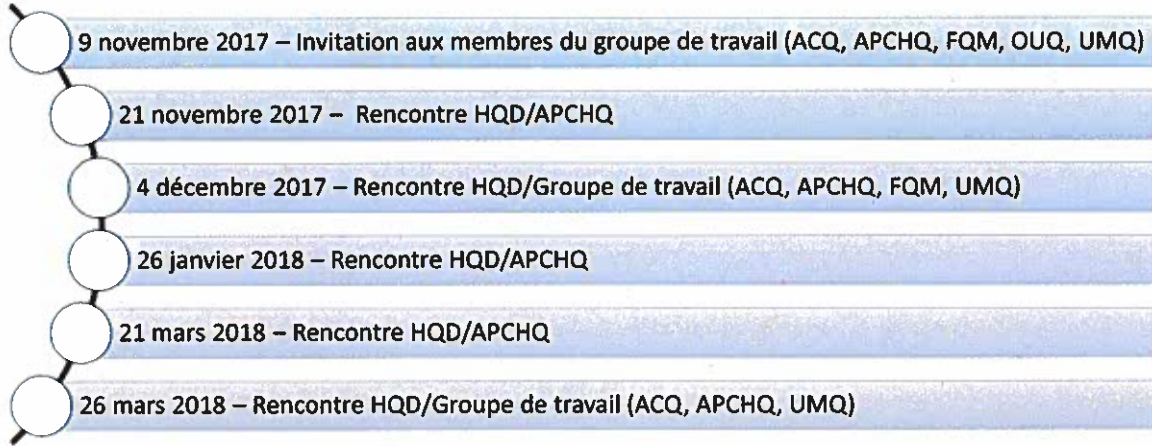 9 novembre 2017 – Invitation aux membres du groupe de travail (ACQ, APCHQ, FQM, OUQ, UMQ)
21 novembre 2017 – Rencontre HQD/APCHQ
4 décembre 2017 – Rencontre HQD/Groupe de travail (ACQ, APCHQ, FQM, UMQ)
26 janvier 2018 – Rencontre HQD/APCHQ
21 mars 2018 – Rencontre HQD/APCHQ
26 mars 2018 – Rencontre HQD/Groupe de travail (ACQ, APCHQ, UMQ)